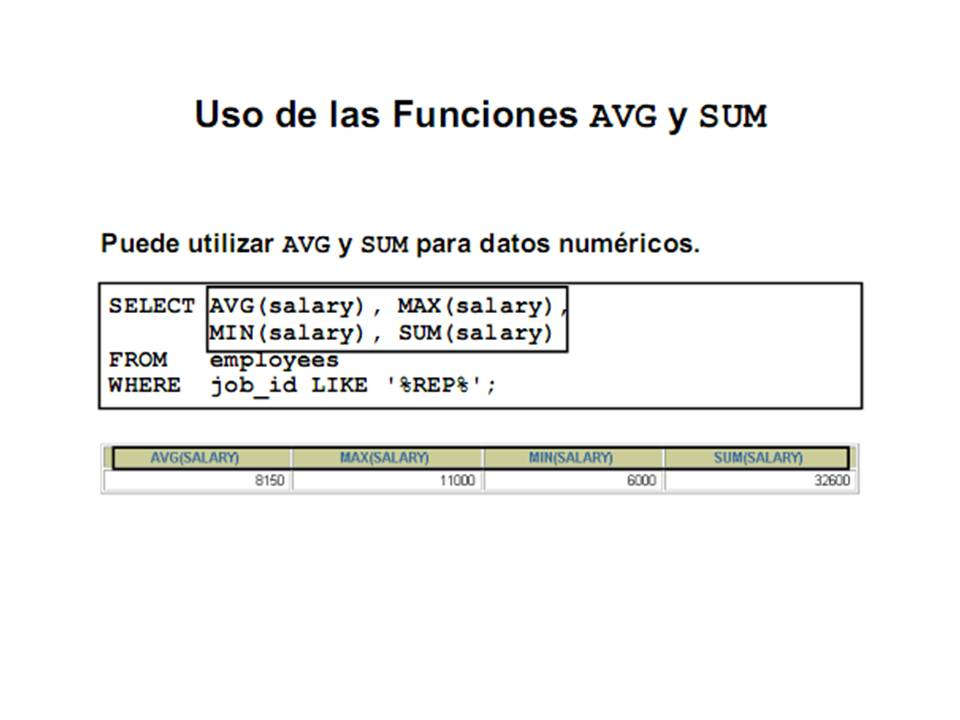 Uso de las Funciones AVG y SUM
Puede utilizar AVG y SUM para datos numéricos.
SELECT AVG(salary), MAX(salary),
MIN(salary), SUM(salary)
FROM employees
WHERE job_id LIKE '%REP%';
AVG(SALARY) MAX(SALARY) MIN(SALARY) SUM(SALARY)
8150 11000 6000 32600